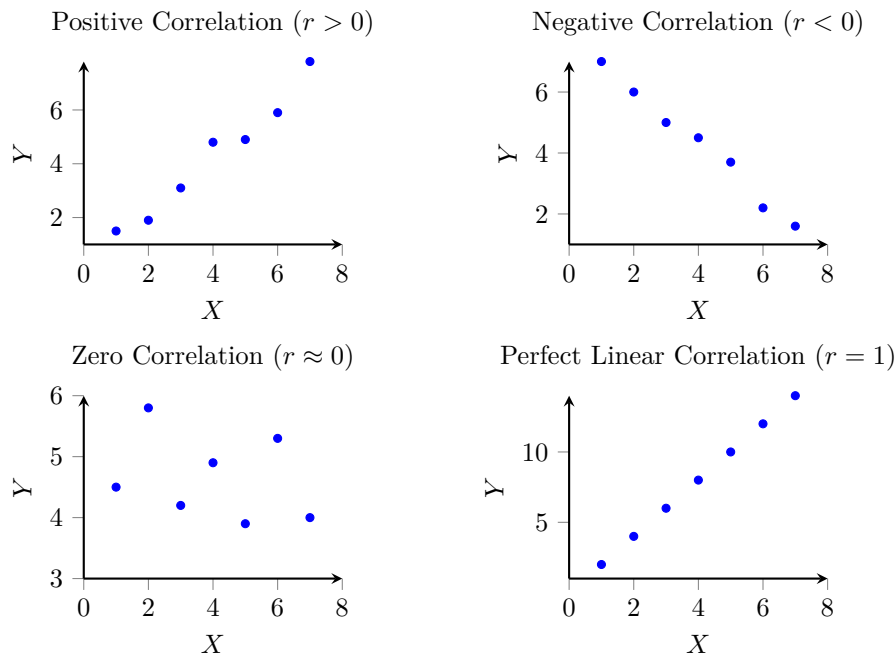 Positive Correlation (r > 0)
6
4
2
Y
0 2 4 6 8
X
Negative Correlation (r < 0)
6
4
2
Y
0 2 4 6 8
X
Zero Correlation (r ≈ 0)
6
5
4
3
Y
0 2 4 6 8
X
Perfect Linear Correlation (r = 1)
10
5
Y
0 2 4 6 8
X